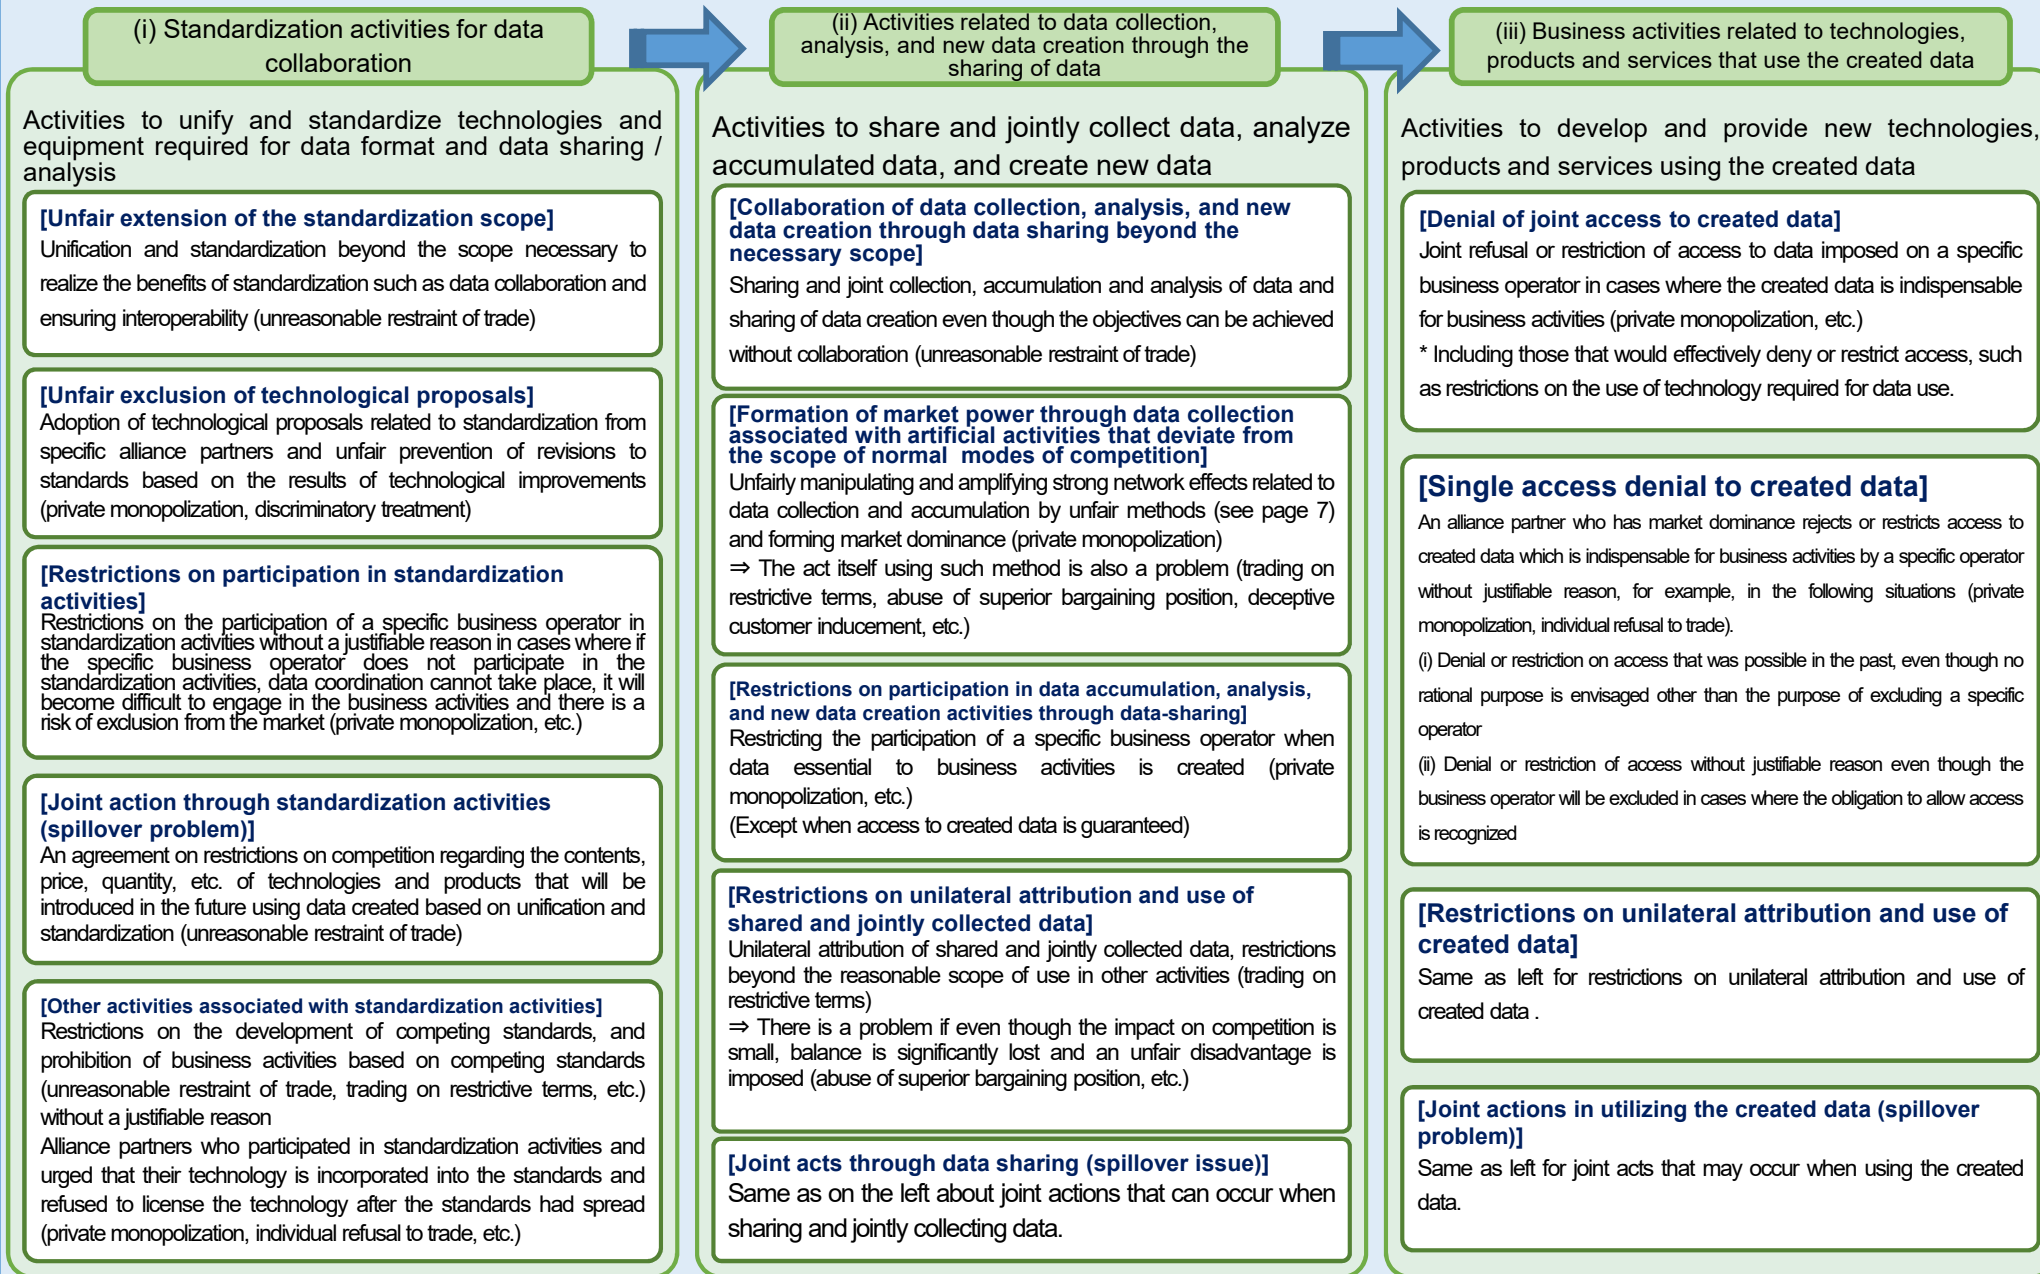 (i) Standardization activities for data
collaboration
Activities to unify and standardize technologies and
equipment required for data format and data sharing /
analysis
[Unfair extension of the standardization scope]
Unification and standardization beyond the scope necessary to
realize the benefits of standardization such as data collaboration and
ensuring interoperability (unreasonable restraint of trade)
[Unfair exclusion of technological proposals]
Adoption of technological proposals related to standardization from
specific alliance partners and unfair prevention of revisions to
standards based on the results of technological improvements
(private monopolization, discriminatory treatment)
[Restrictions on participation in standardization
activities]
Restrictions on the participation of a specific business operator in
standardization activities without a justifiable reason in cases where if
the specific business operator does not participate in the
standardization activities, data coordination cannot take place, it will
become difficult to engage in the business activities and there is a
risk of exclusion from the market (private monopolization, etc.)
[Joint action through standardization activities
(spillover problem)]
An agreement on restrictions on competition regarding the contents,
price, quantity, etc. of technologies and products that will be
introduced in the future using data created based on unification and
standardization (unreasonable restraint of trade)
[Other activities associated with standardization activities]
Restrictions on the development of competing standards, and
prohibition of business activities based on competing standards
(unreasonable restraint of trade, trading on restrictive terms, etc.)
without a justifiable reason
Alliance partners who participated in standardization activities and
urged that their technology is incorporated into the standards and
refused to license the technology after the standards had spread
(private monopolization, individual refusal to trade, etc.)
(ii) Activities related to data collection,
analysis, and new data creation through the
sharing of data
Activities to share and jointly collect data, analyze
accumulated data, and create new data
[Collaboration of data collection, analysis, and new
data creation through data sharing beyond the
necessary scope]
Sharing and joint collection, accumulation and analysis of data and
sharing of data creation even though the objectives can be achieved
without collaboration (unreasonable restraint of trade)
[Formation of market power through data collection
associated with artificial activities that deviate from
the scope of normal modes of competition]
Unfairly manipulating and amplifying strong network effects related to
data collection and accumulation by unfair methods (see page 7)
and forming market dominance (private monopolization)
⇒ The act itself using such method is also a problem (trading on
restrictive terms, abuse of superior bargaining position, deceptive
customer inducement, etc.)
[Restrictions on participation in data accumulation, analysis,
and new data creation activities through data-sharing]
Restricting the participation of a specific business operator when
data essential to business activities is created (private
monopolization, etc.)
(Except when access to created data is guaranteed)
[Restrictions on unilateral attribution and use of
shared and jointly collected data]
Unilateral attribution of shared and jointly collected data, restrictions
beyond the reasonable scope of use in other activities (trading on
restrictive terms)
⇒ There is a problem if even though the impact on competition is
small, balance is significantly lost and an unfair disadvantage is
imposed (abuse of superior bargaining position, etc.)
[Joint acts through data sharing (spillover issue)]
Same as on the left about joint actions that can occur when
sharing and jointly collecting data.
(iii) Business activities related to technologies,
products and services that use the created data
Activities to develop and provide new technologies,
products and services using the created data
[Denial of joint access to created data]
Joint refusal or restriction of access to data imposed on a specific
business operator in cases where the created data is indispensable
for business activities (private monopolization, etc.)
* Including those that would effectively deny or restrict access, such
as restrictions on the use of technology required for data use.
[Single access denial to created data]
An alliance partner who has market dominance rejects or restricts access to
created data which is indispensable for business activities by a specific operator
without justifiable reason, for example, in the following situations (private
monopolization, individual refusal to trade).
(i) Denial or restriction on access that was possible in the past, even though no
rational purpose is envisaged other than the purpose of excluding a specific
operator
(ii) Denial or restriction of access without justifiable reason even though the
business operator will be excluded in cases where the obligation to allow access
is recognized
[Restrictions on unilateral attribution and use of
created data]
Same as left for restrictions on unilateral attribution and use of
created data .
[Joint actions in utilizing the created data (spillover
problem)]
Same as left for joint acts that may occur when using the created
data.